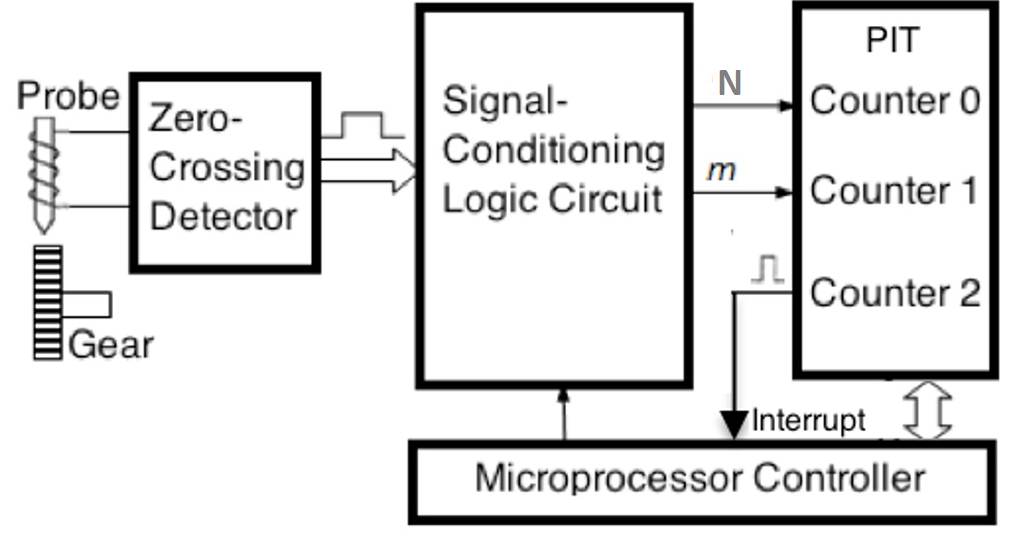 Probe
Zero-
Crossing
Detector
Gear
Signal-
Conditioning
Logic Circuit
N
m
PIT
Counter 0
Counter 1
Counter 2
Interrupt
Microprocessor Controller